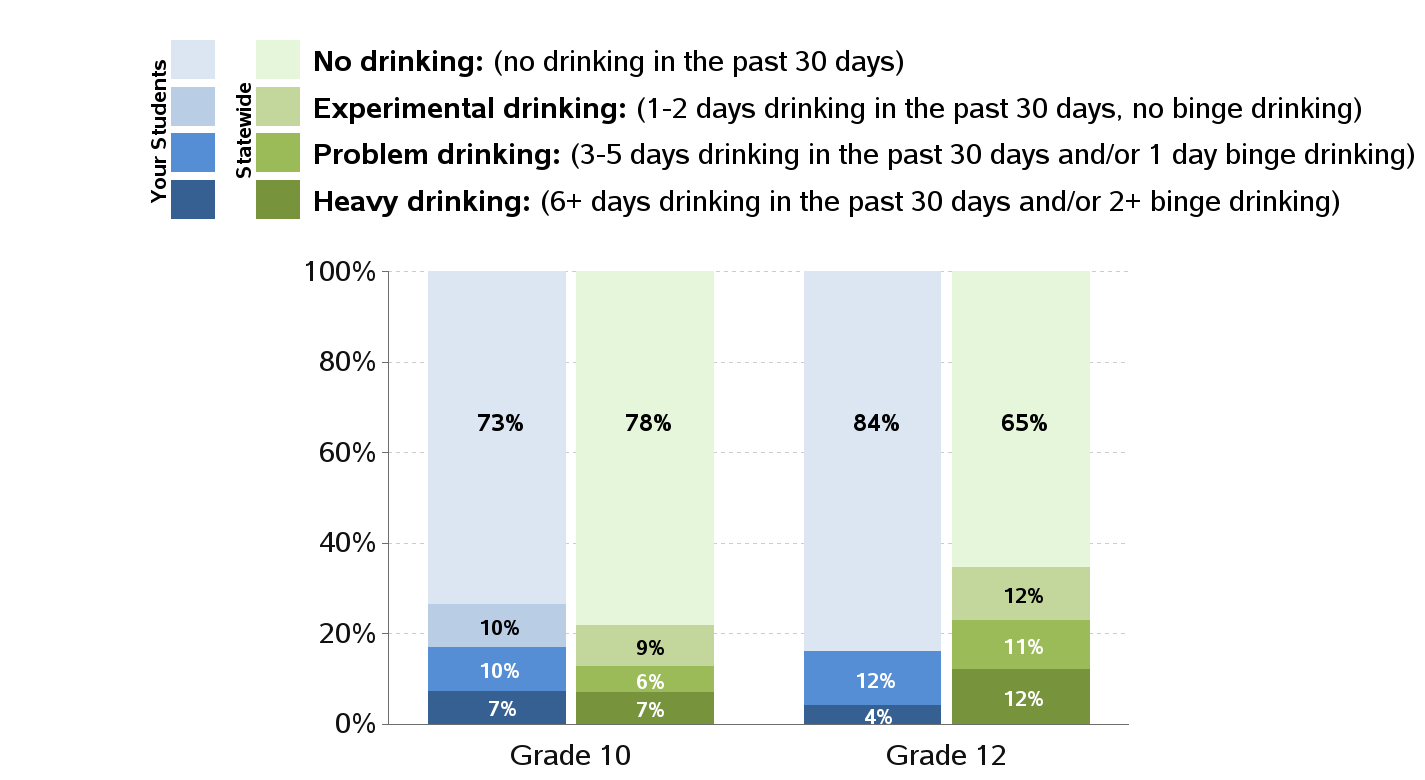 Your Students
Statewide
No drinking: (no drinking in the past 30 days)
Experimental drinking: (1-2 days drinking in the past 30 days, no binge drinking)
Problem drinking: (3-5 days drinking in the past 30 days and/or 1 day binge drinking)
Heavy drinking: (6+ days drinking in the past 30 days and/or 2+ binge drinking)
100%
80%
73% 78% 84% 65%
60%
40%
12%
20%
10% 9% 11%
10% 6% 12% 12%
7% 7% 4%
0%
Grade 10 Grade 12